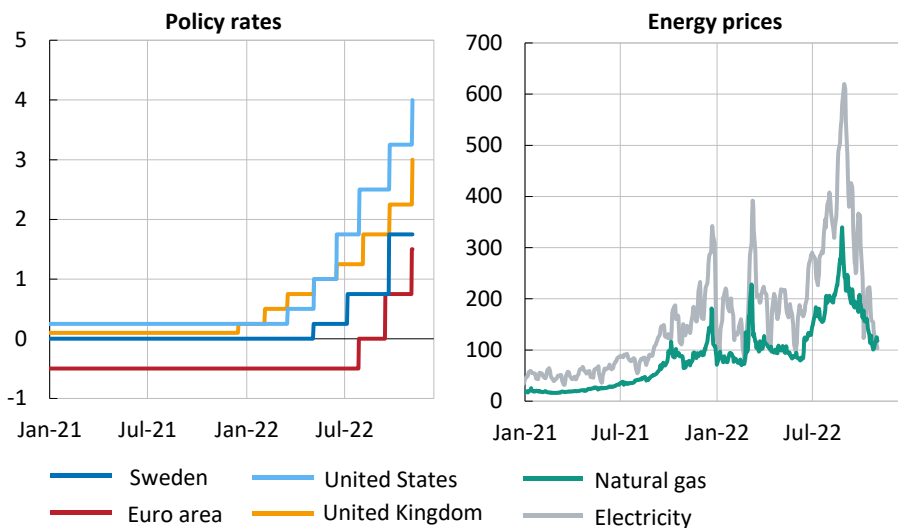 Policy rates
5
4
3
2
1
0
-1
Jan-21 Jul-21 Jan-22 Jul-22
Energy prices
700
600
500
400
300
200
100
0
Jan-21 Jul-21 Jan-22 Jul-22
Sweden United States
Euro area United Kingdom
Natural gas
Electricity